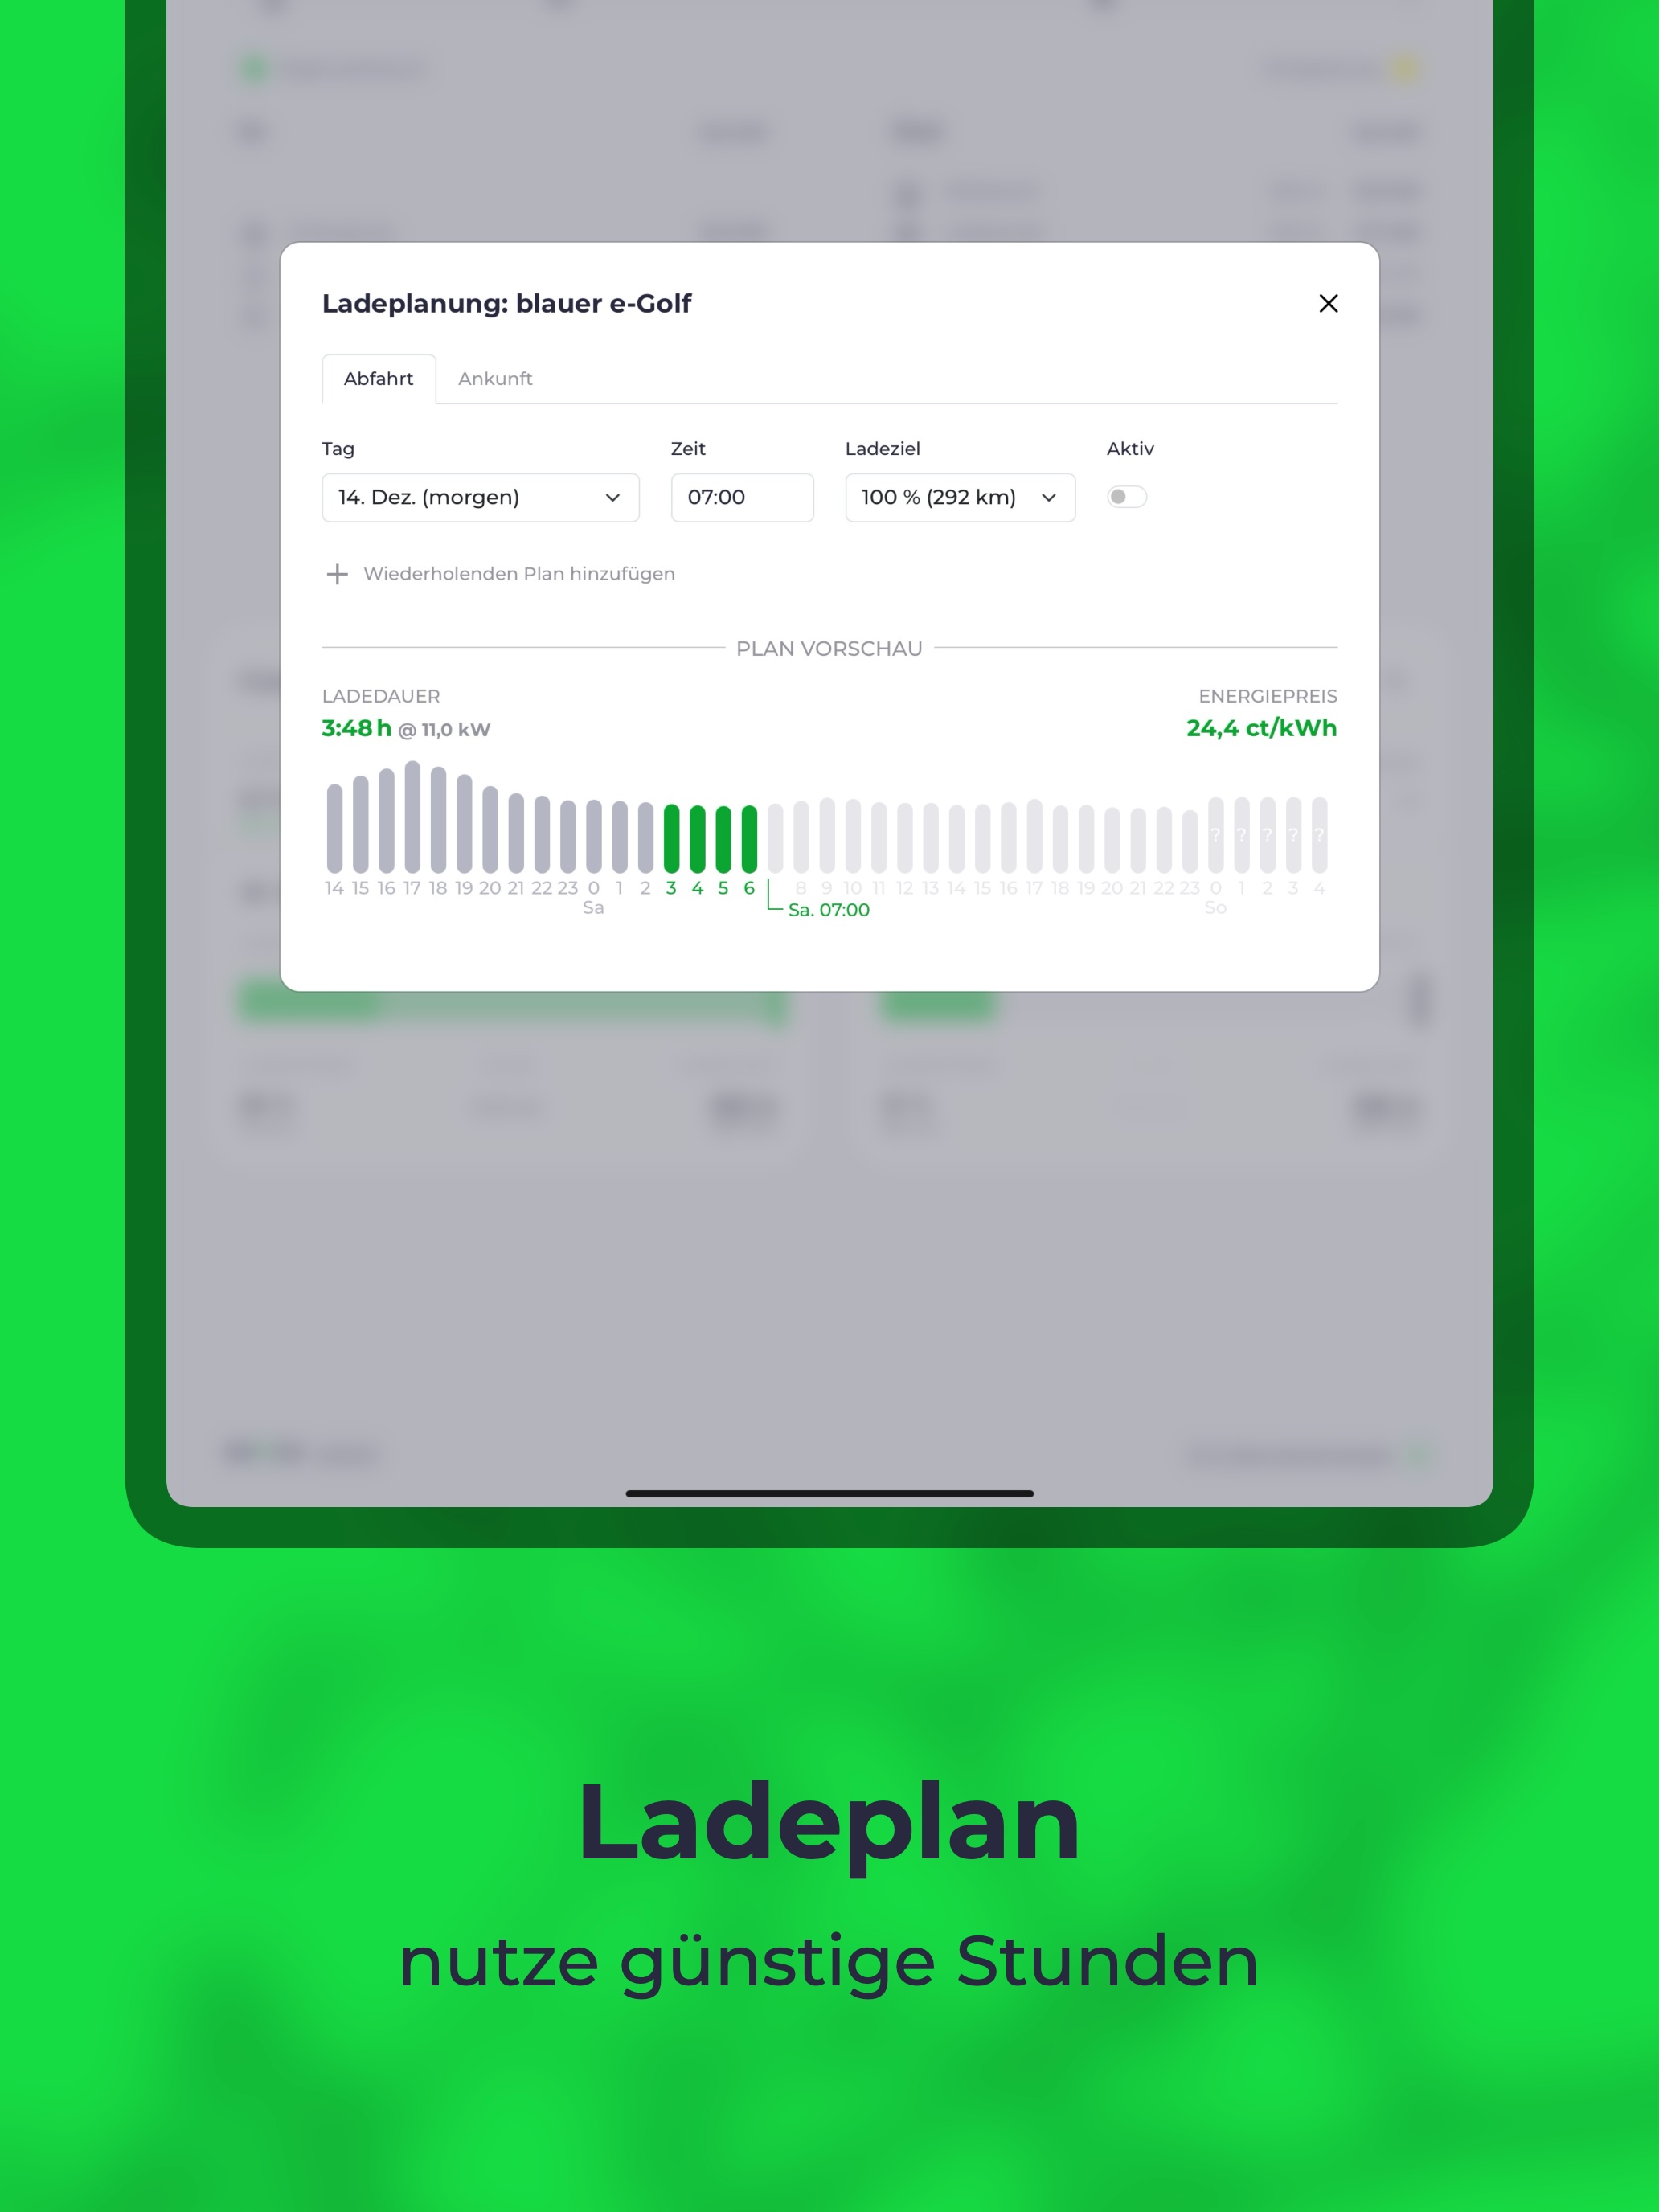 Ladeplanung: blauer e-Golf
Abfahrt Ankunft
Tag Zeit Ladeziel Aktiv
14. Dez. (morgen) 07:00 100 % (292 km)
Wiederholenden Plan hinzufügen
PLAN VORSCHAU
LADEDAUER ENERGIEPREIS
3:48 h @ 11,0 kW 24,4 ct/kWh
? ? ? ? ?
14 15 16 17 18 19 20 21 22 23 0 1 2 3 4 5 6 8 9 10 11 12 13 14 15 16 17 18 19 20 21 22 23 0 1 2 3 4
Sa Sa. 07:00 So
Ladeplan
nutze günstige Stunden